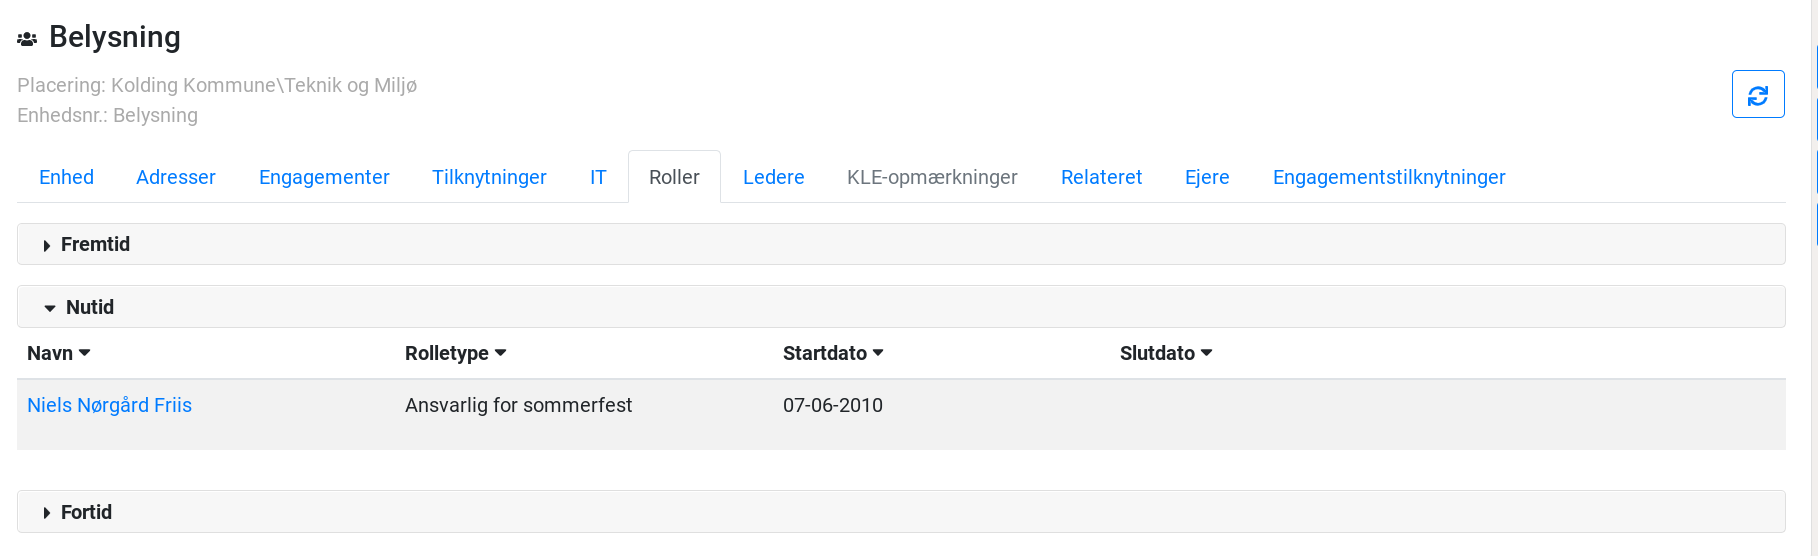 Belysning
Placering: Kolding Kommune\Teknik og Miljø
Enhedsnr.: Belysning
Enhed Adresser Engagementer Tilknytninger IT Roller Ledere KLE-opmærkninger Relateret Ejere Engagementstilknytninger
Fremtid
Nutid
Navn Rolletype Startdato Slutdato
Niels Nørgård Friis Ansvarlig for sommerfest 07-06-2010
Fortid